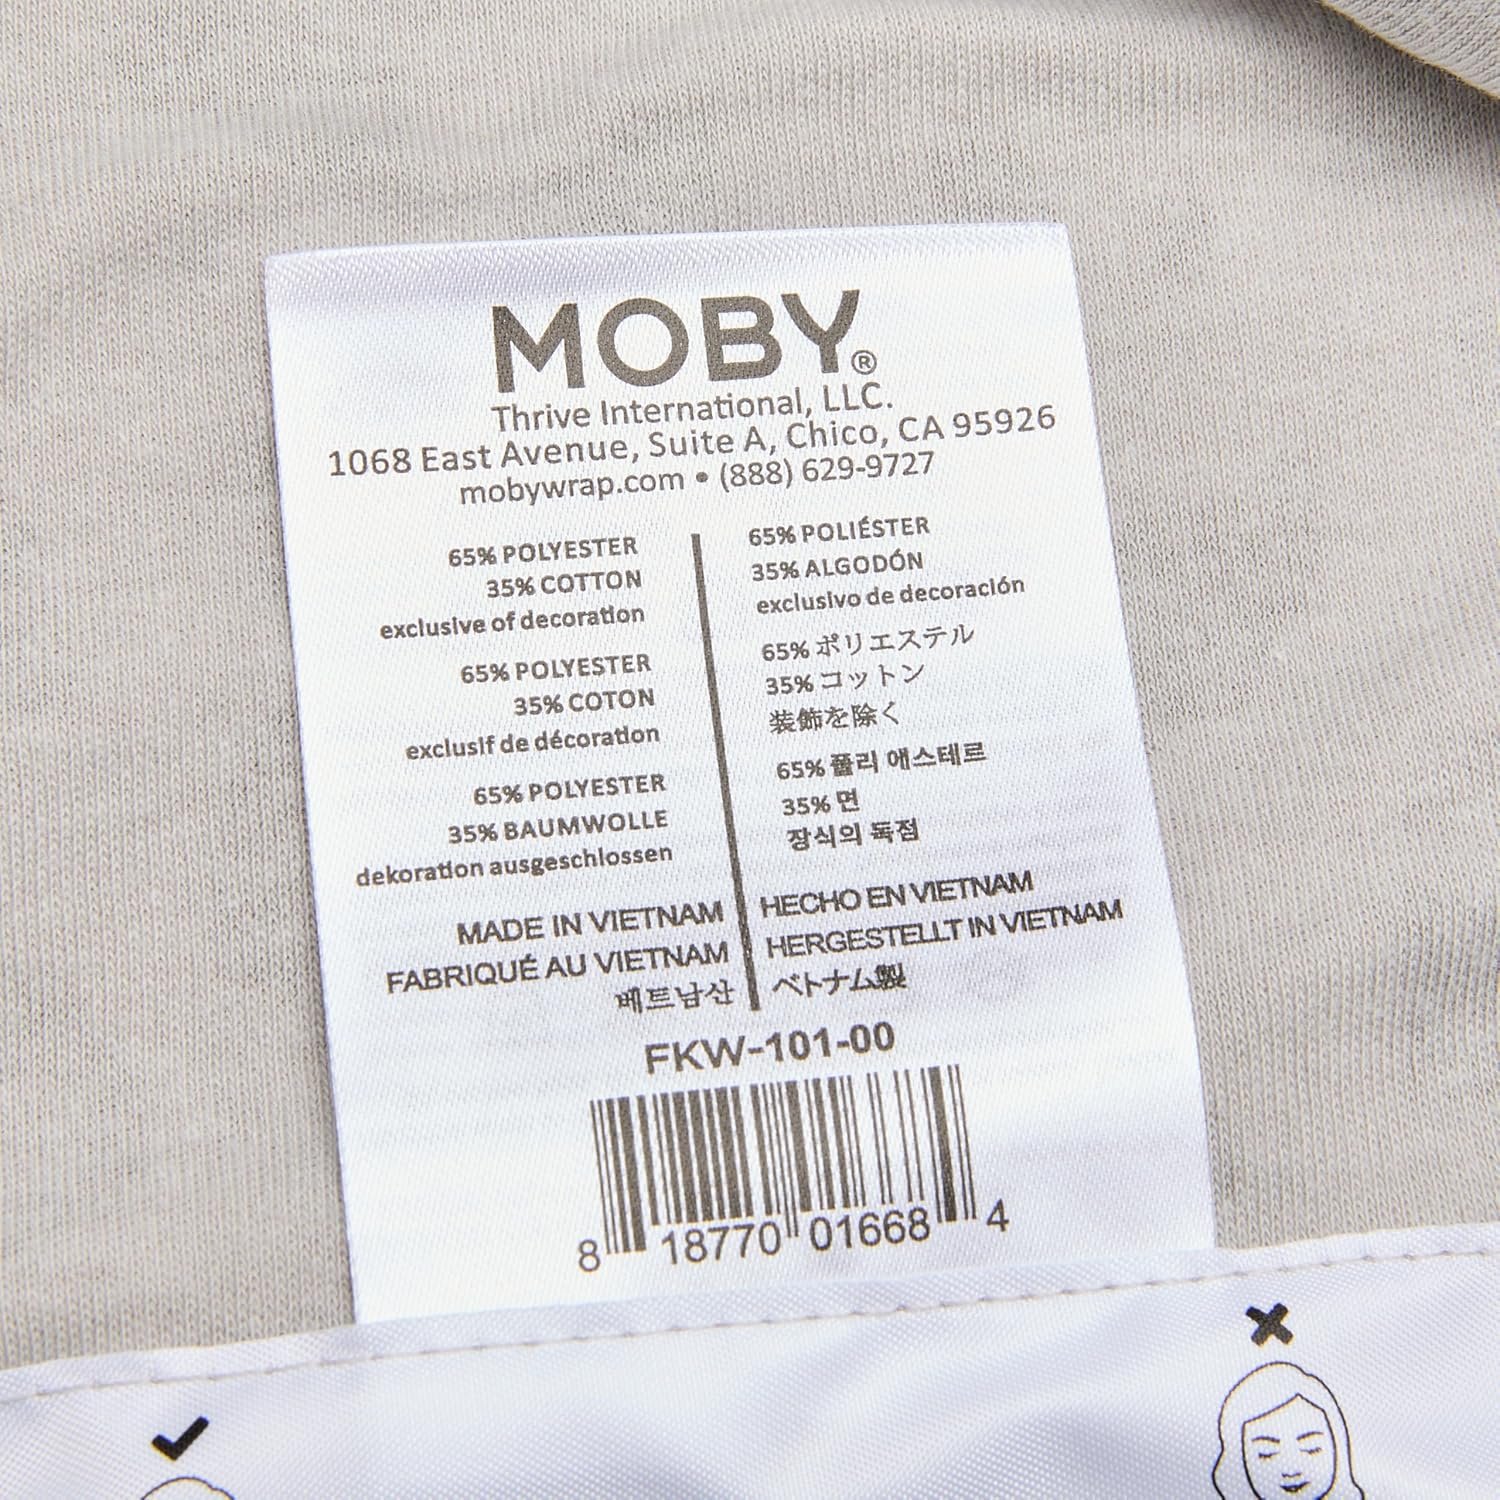 MOBY®
Thrive International, LLC.
1068 East Avenue, Suite A, Chico, CA 95926
mobywrap.com • (888) 629-9727
65% POLYESTER
35% COTTON
exclusive of decoration
65% POLYESTER
35% COTON
exclusif de décoration
65% POLYESTER
35% BAUMWOLLE
dekoration ausgeschlossen
MADE IN VIETNAM
FABRIQUÉ AU VIETNAM
베트남산
65% POLIÉSTER
35% ALGODÓN
exclusivo de decoración
65% ポリエステル
35% コットン
装飾を除く
65% 폴리 에스테르
35% 면
장식의 독점
HECHO EN VIETNAM
HERGESTELLT IN VIETNAM
ベトナム製
FKW-101-00
8 18770 01668 4